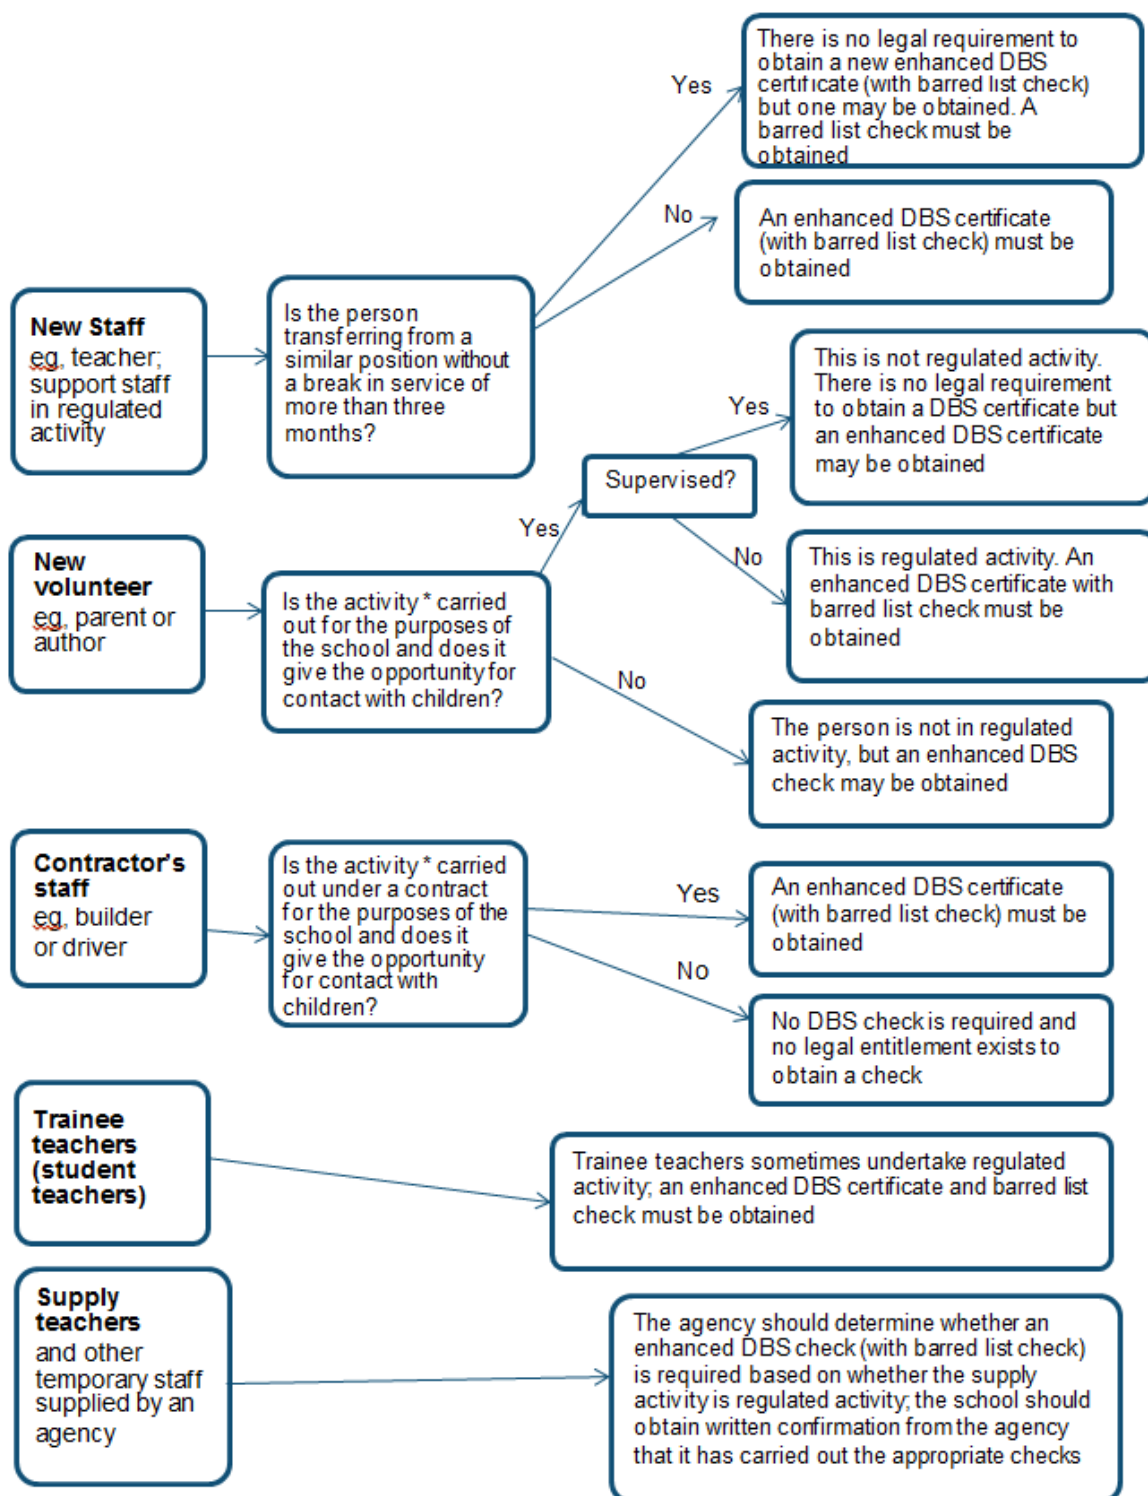 There is no legal requirement to
obtain a new enhanced DBS
certificate (with barred list check)
but one may be obtained. A
barred list check must be
obtained
Yes
No
An enhanced DBS certificate
(with barred list check) must be
obtained
New Staff
eg, teacher;
support staff
in regulated
activity
Is the person
transferring from a
similar position without
a break in service of
more than three
months?
This is not regulated activity.
There is no legal requirement
to obtain a DBS certificate but
an enhanced DBS certificate
may be obtained
Yes
Supervised?
Yes
No
This is regulated activity. An
enhanced DBS certificate with
barred list check must be
obtained
New
volunteer
eg, parent or
author
Is the activity * carried
out for the purposes of
the school and does it
give the opportunity for
contact with children?
No
The person is not in regulated
activity, but an enhanced DBS
check may be obtained
Contractor's
staff
eg, builder
or driver
Is the activity * carried
out under a contract
for the purposes of the
school and does it
give the opportunity
for contact with
children?
Yes
An enhanced DBS certificate
(with barred list check) must be
obtained
No
No DBS check is required and
no legal entitlement exists to
obtain a check
Trainee
teachers
(student
teachers)
Trainee teachers sometimes undertake regulated
activity; an enhanced DBS certificate and barred list
check must be obtained
Supply
teachers
and other
temporary staff
supplied by an
agency
The agency should determine whether an
enhanced DBS check (with barred list check)
is required based on whether the supply
activity is regulated activity; the school should
obtain written confirmation from the agency
that it has carried out the appropriate checks